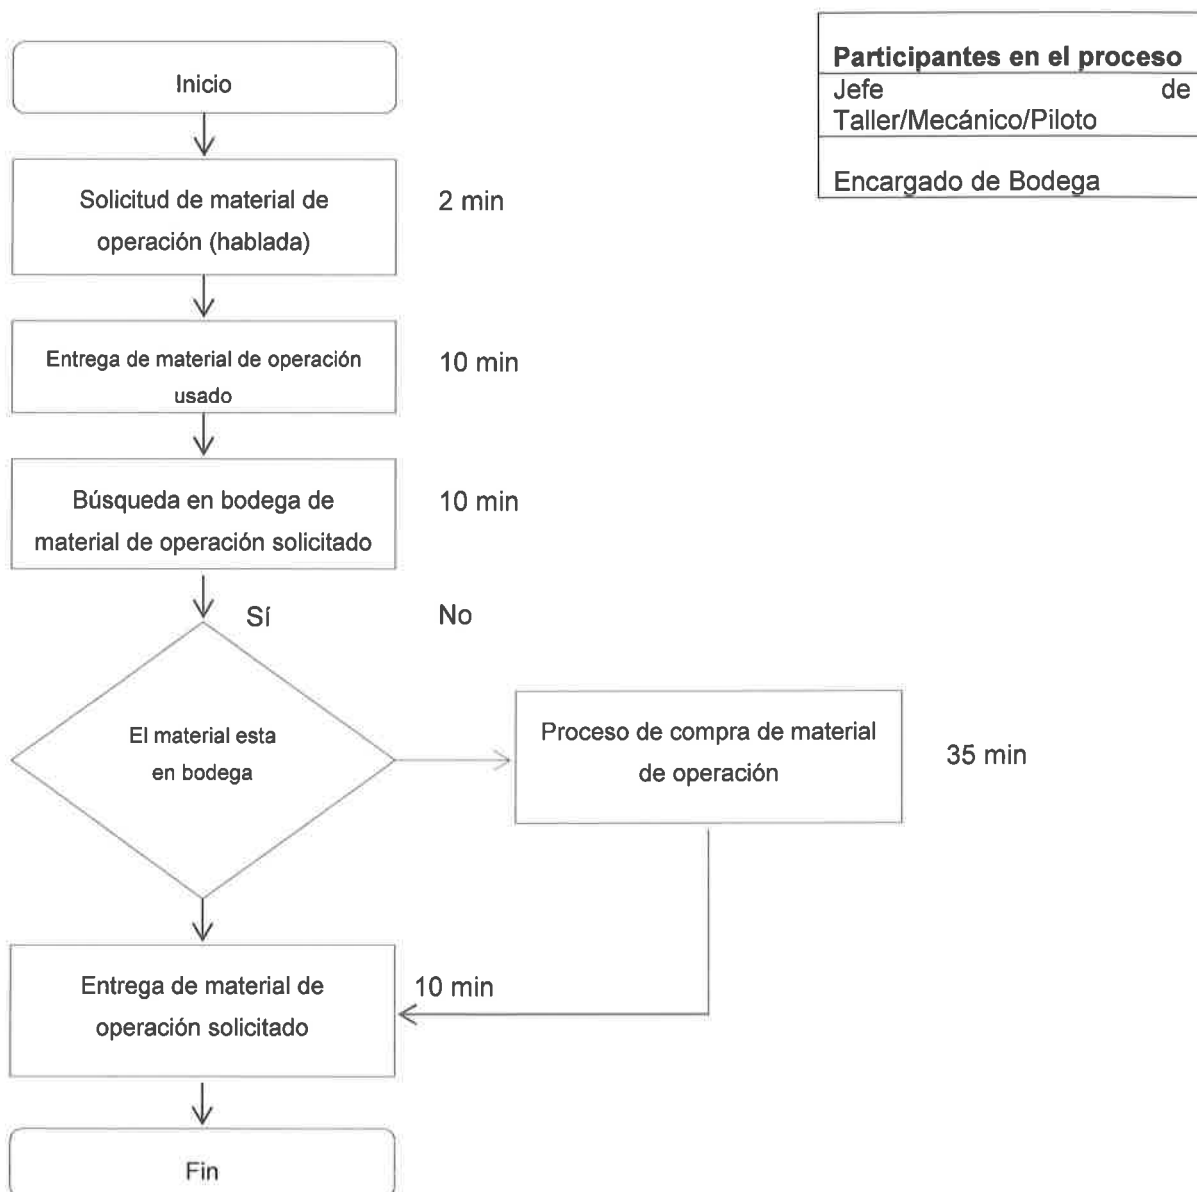 Inicio
Solicitud de material de
operación (hablada)
2 min
Entrega de material de operación
usado
10 min
Búsqueda en bodega de
material de operación solicitado
10 min
Sí
No
El material esta
en bodega
Proceso de compra de material
de operación
35 min
Entrega de material de
operación solicitado
10 min
Fin
Participantes en el proceso
Jefe de
Taller/Mecánico/Piloto
Encargado de Bodega